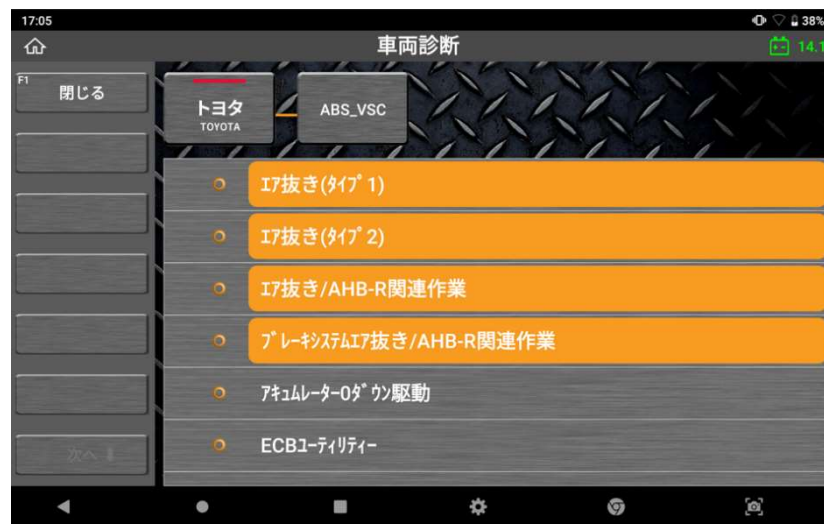 17:05
38%
車両診断
14.1
F1
閉じる
トヨタ
TOYOTA
ABS_VSC
ｴｱ抜き(ﾀｲﾌﾟ1)
ｴｱ抜き(ﾀｲﾌﾟ2)
ｴｱ抜き/AHB-R関連作業
ﾌﾞﾚｰｷｼｽﾃﾑｴｱ抜き/AHB-R関連作業
ｱｷｭﾑﾚｰﾀｰ0ﾀﾞｳﾝ駆動
ECBﾕｰﾃｨﾘﾃｨｰ
次へ